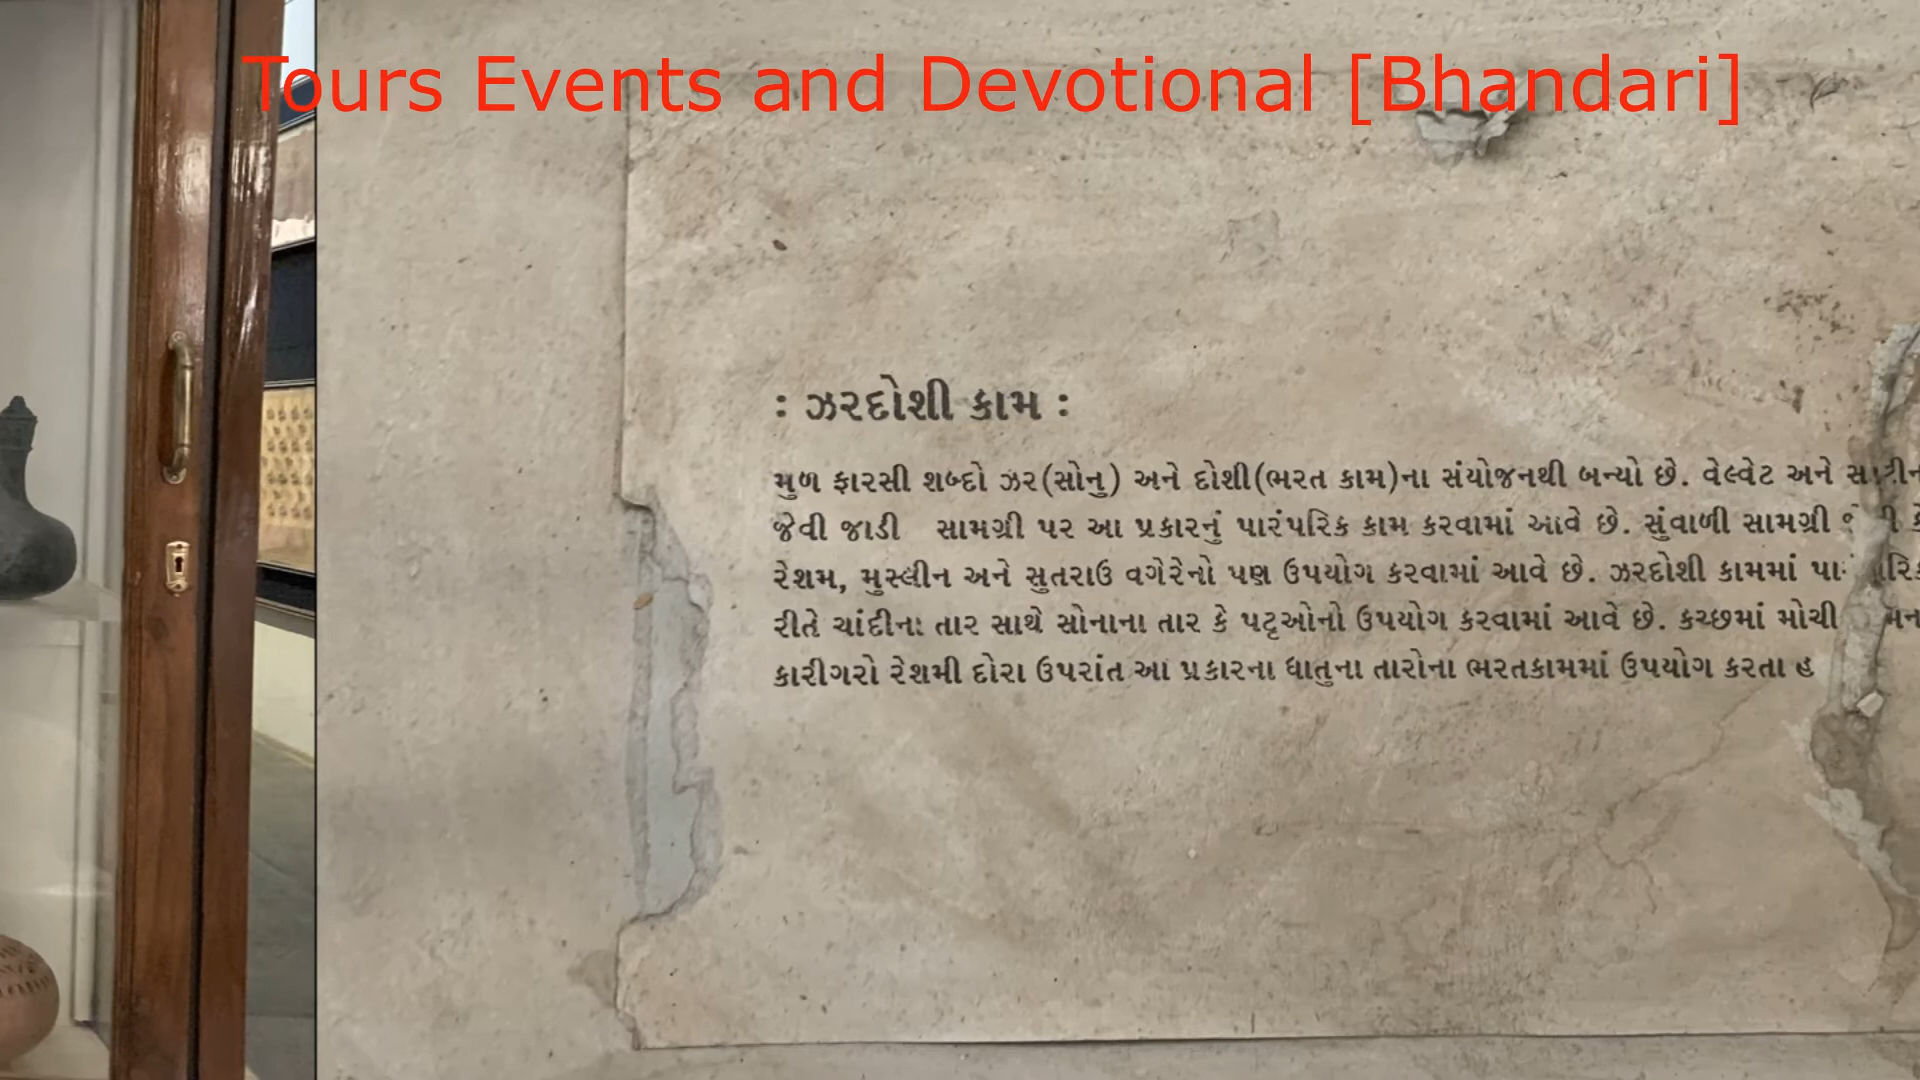 Tours Events and Devotional [Bhandari]
: ઝરદોશી કામ :
મુળ ફારસી શબ્દો ઝર(સોનુ) અને દોશી(ભરત કામ)ના સંયોજનથી બન્યો છે. વેલ્વેટ અને
જેવી જાડી સામગ્રી પર આ પ્રકારનું પારંપરિક કામ કરવામાં આવે છે. સુંવાળી સામગ્રી
રેશમ, મુસ્લીન અને સુતરાઉ વગેરેનો પણ ઉપયોગ કરવામાં આવે છે. ઝરદોશી કામમાં
રીતે ચાંદીના તાર સાથે સોનાના તાર કે પટ્ટઓનો ઉપયોગ કરવામાં આવે છે. કચ્છમાં મોચી
કારીગરો રેશમી દોરા ઉપરાંત આ પ્રકારના ધાતુના તારોના ભરતકામમાં ઉપયોગ કરતા હ